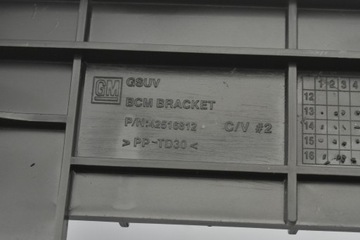 GM
GSUV
BCM BRACKET
P/N:42516812 C/V #2
>PP-TD30<
1 2 3 4
12
13
14
15
16